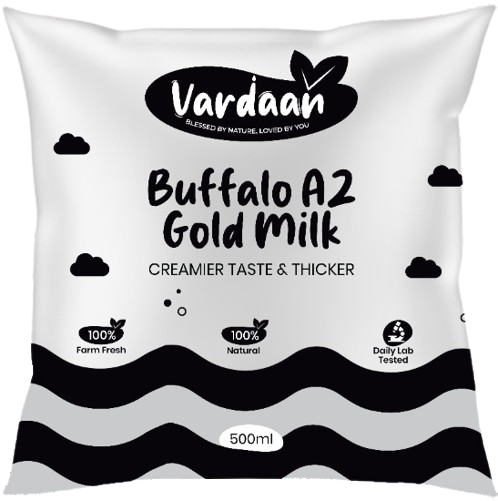 Vardaan
BLESSED BY NATURE, LOVED BY YOU
Buffalo A2
Gold Milk
CREAMIER TASTE & THICKER
100%
Farm Fresh
100%
Natural
Daily Lab
Tested
500ml